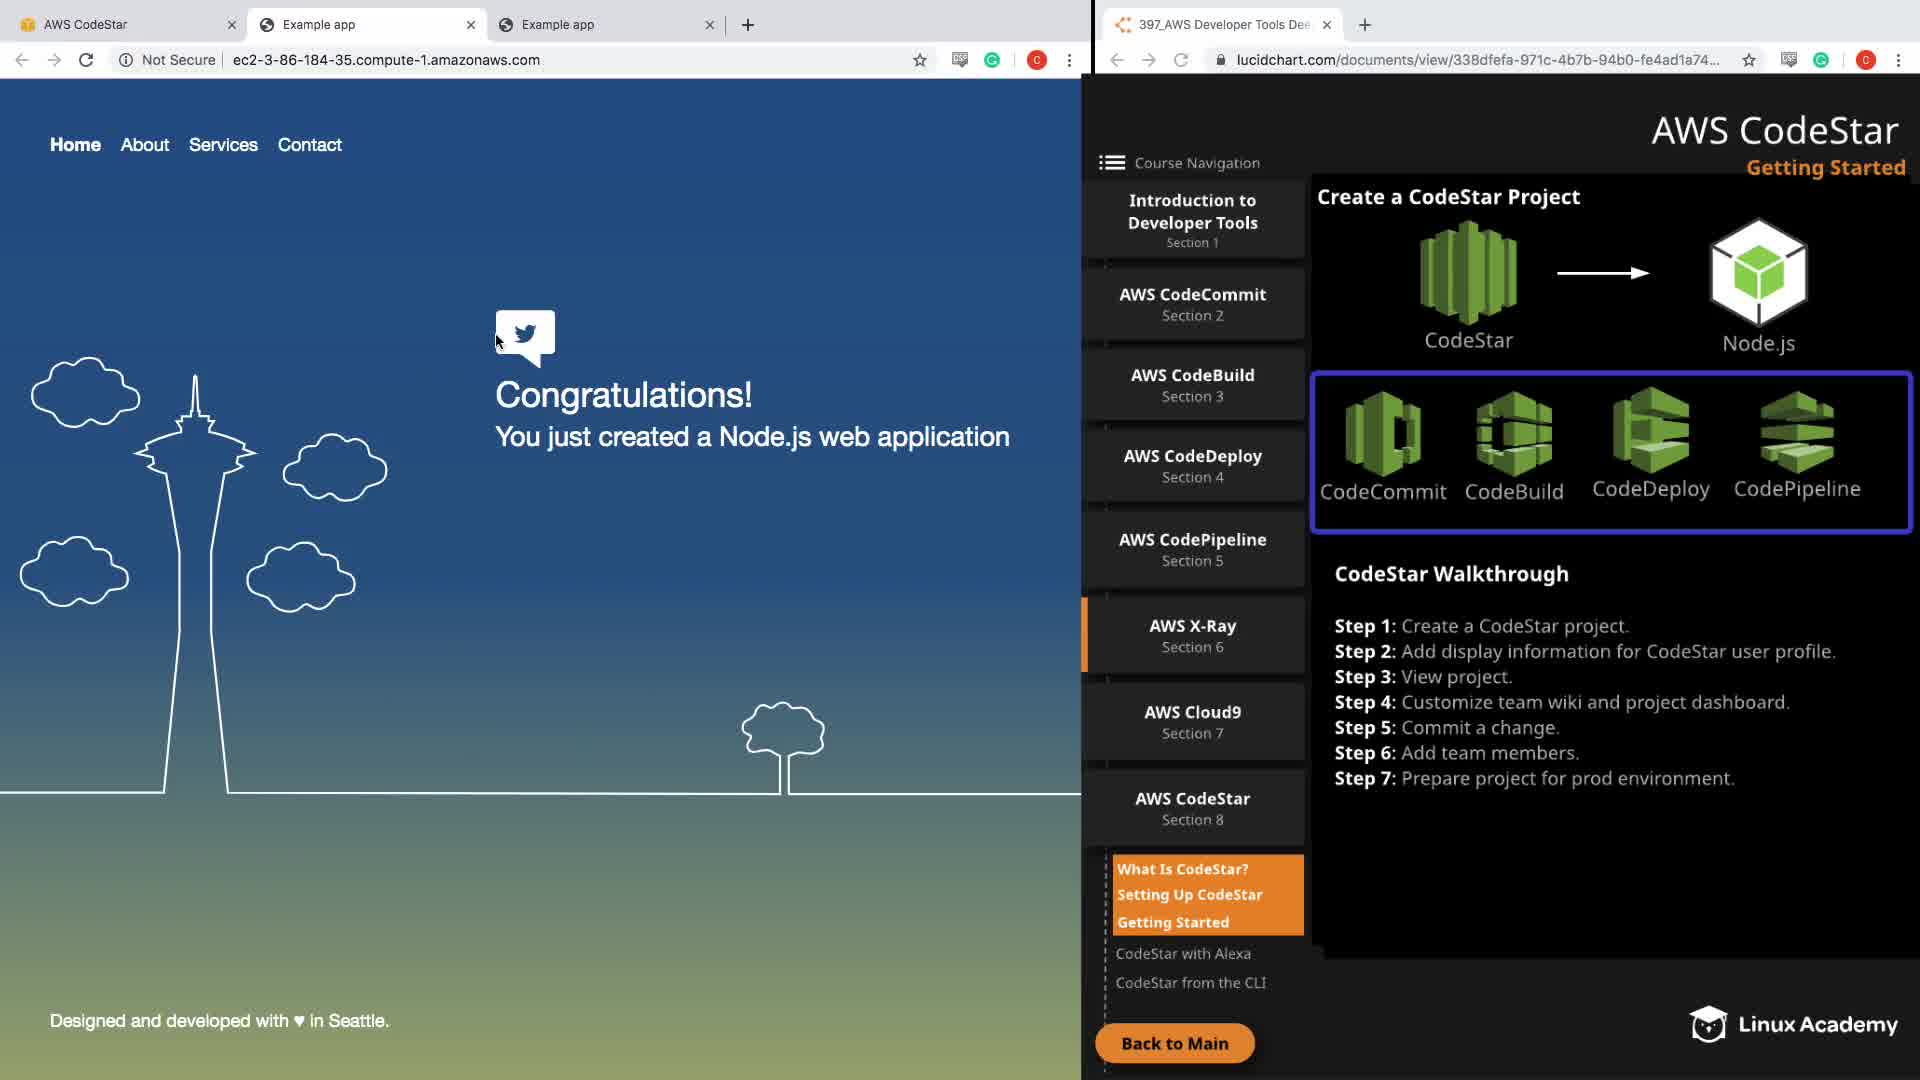 AWS CodeStar
Example app
Example app
Not Secure
ec2-3-86-184-35.compute-1.amazonaws.com
C
Home
About
Services
Contact
Congratulations!
You just created a Node.js web application
Designed and developed with ♥ in Seattle.
397_AWS Developer Tools Dee
lucidchart.com/documents/view/338dfefa-971c-4b7b-94b0-fe4ad1a74...
C
AWS CodeStar
Getting Started
Course Navigation
Introduction to
Developer Tools
Section 1
AWS CodeCommit
Section 2
AWS CodeBuild
Section 3
AWS CodeDeploy
Section 4
AWS CodePipeline
Section 5
AWS X-Ray
Section 6
AWS Cloud9
Section 7
AWS CodeStar
Section 8
What Is CodeStar?
Setting Up CodeStar
Getting Started
CodeStar with Alexa
CodeStar from the CLI
Back to Main
Create a CodeStar Project
CodeStar
Node.js
CodeCommit
CodeBuild
CodeDeploy
CodePipeline
CodeStar Walkthrough
Step 1: Create a CodeStar project.
Step 2: Add display information for CodeStar user profile.
Step 3: View project.
Step 4: Customize team wiki and project dashboard.
Step 5: Commit a change.
Step 6: Add team members.
Step 7: Prepare project for prod environment.
Linux Academy